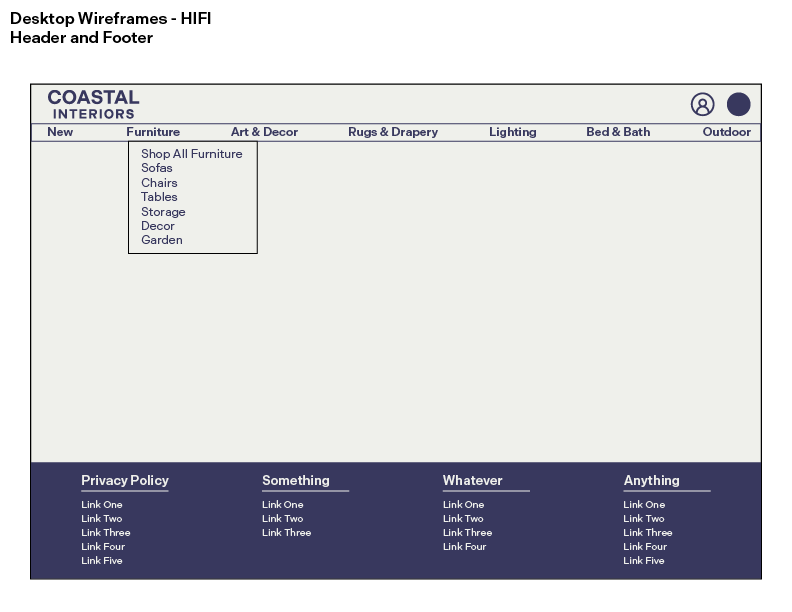 Desktop Wireframes - HIFI
Header and Footer
COASTAL
INTERIORS
New Furniture Art & Decor Rugs & Drapery Lighting Bed & Bath Outdoor
Shop All Furniture
Sofas
Chairs
Tables
Storage
Decor
Garden
Privacy Policy
Link One
Link Two
Link Three
Link Four
Link Five
Something
Link One
Link Two
Link Three
Whatever
Link One
Link Two
Link Three
Link Four
Anything
Link One
Link Two
Link Three
Link Four
Link Five